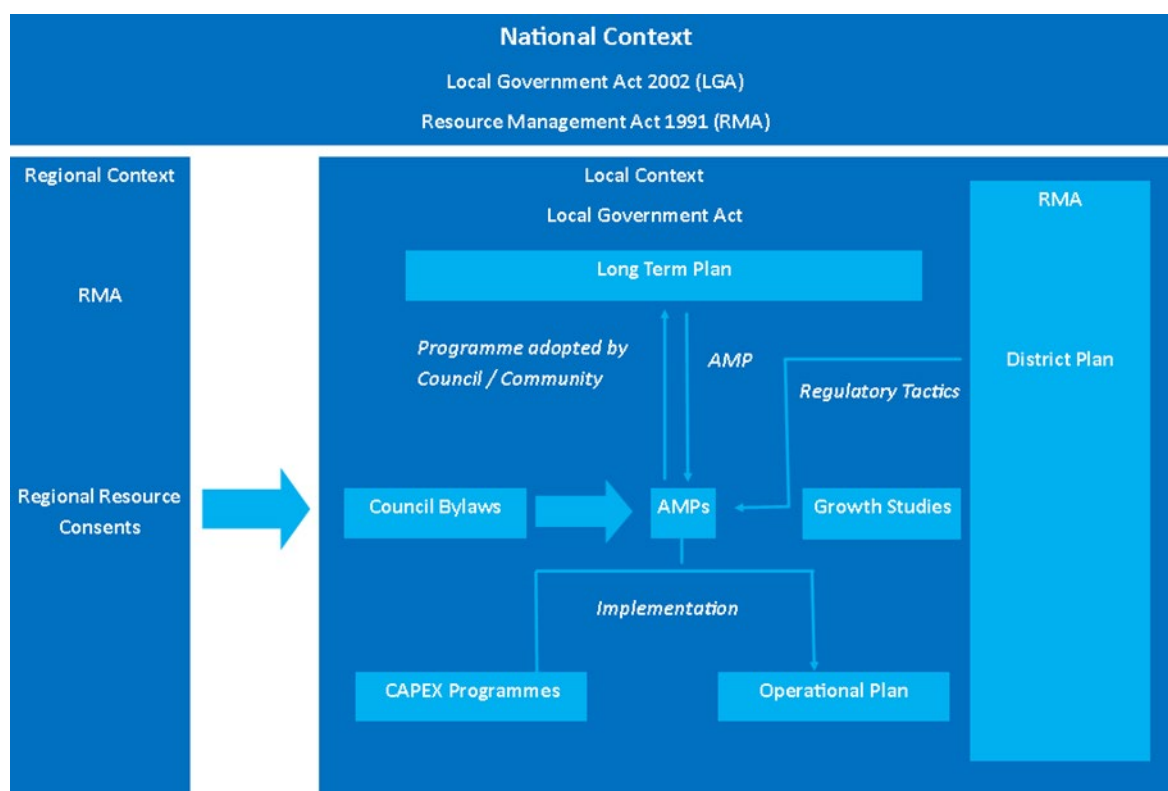 National Context
Local Government Act 2002 (LGA)
Resource Management Act 1991 (RMA)
Regional Context
RMA
Regional Resource
Consents
Local Context
Local Government Act
Long Term Plan
Programme adopted by
Council / Community
AMP
Regulatory Tactics
Council Bylaws
AMPs
Growth Studies
Implementation
CAPEX Programmes
Operational Plan
RMA
District Plan